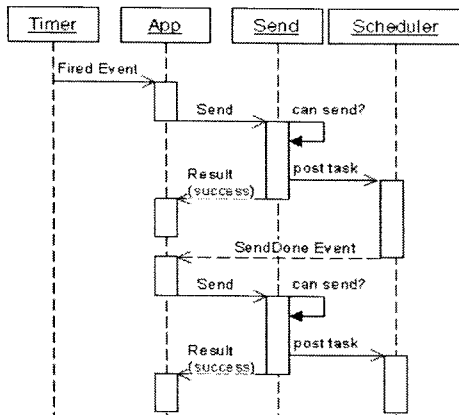 Timer App Send Scheduler
Fired Event
Send can send?
Result post task
(success)
SendDone Event
Send can send?
Result post task
(success)